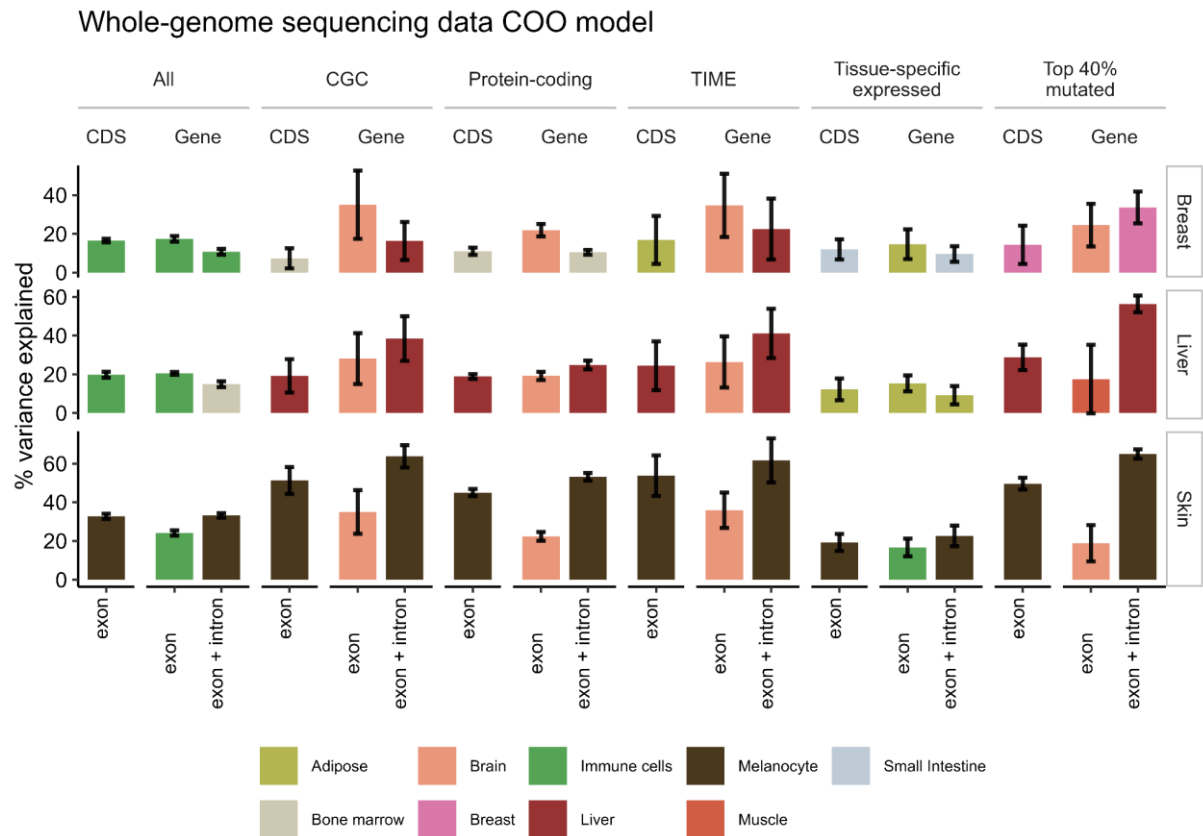 Whole-genome sequencing data COO model
All CGC Protein-coding TIME Tissue-specific expressed Top 40% mutated
CDS Gene CDS Gene CDS Gene CDS Gene CDS Gene CDS Gene
% variance explained
40
20
0
Breast
60
40
20
0
Liver
60
40
20
0
Skin
exon exon exon + intron exon exon exon + intron exon exon exon + intron exon exon exon + intron exon exon exon + intron exon exon exon + intron
Adipose Brain Immune cells Melanocyte Small Intestine
Bone marrow Breast Liver Muscle